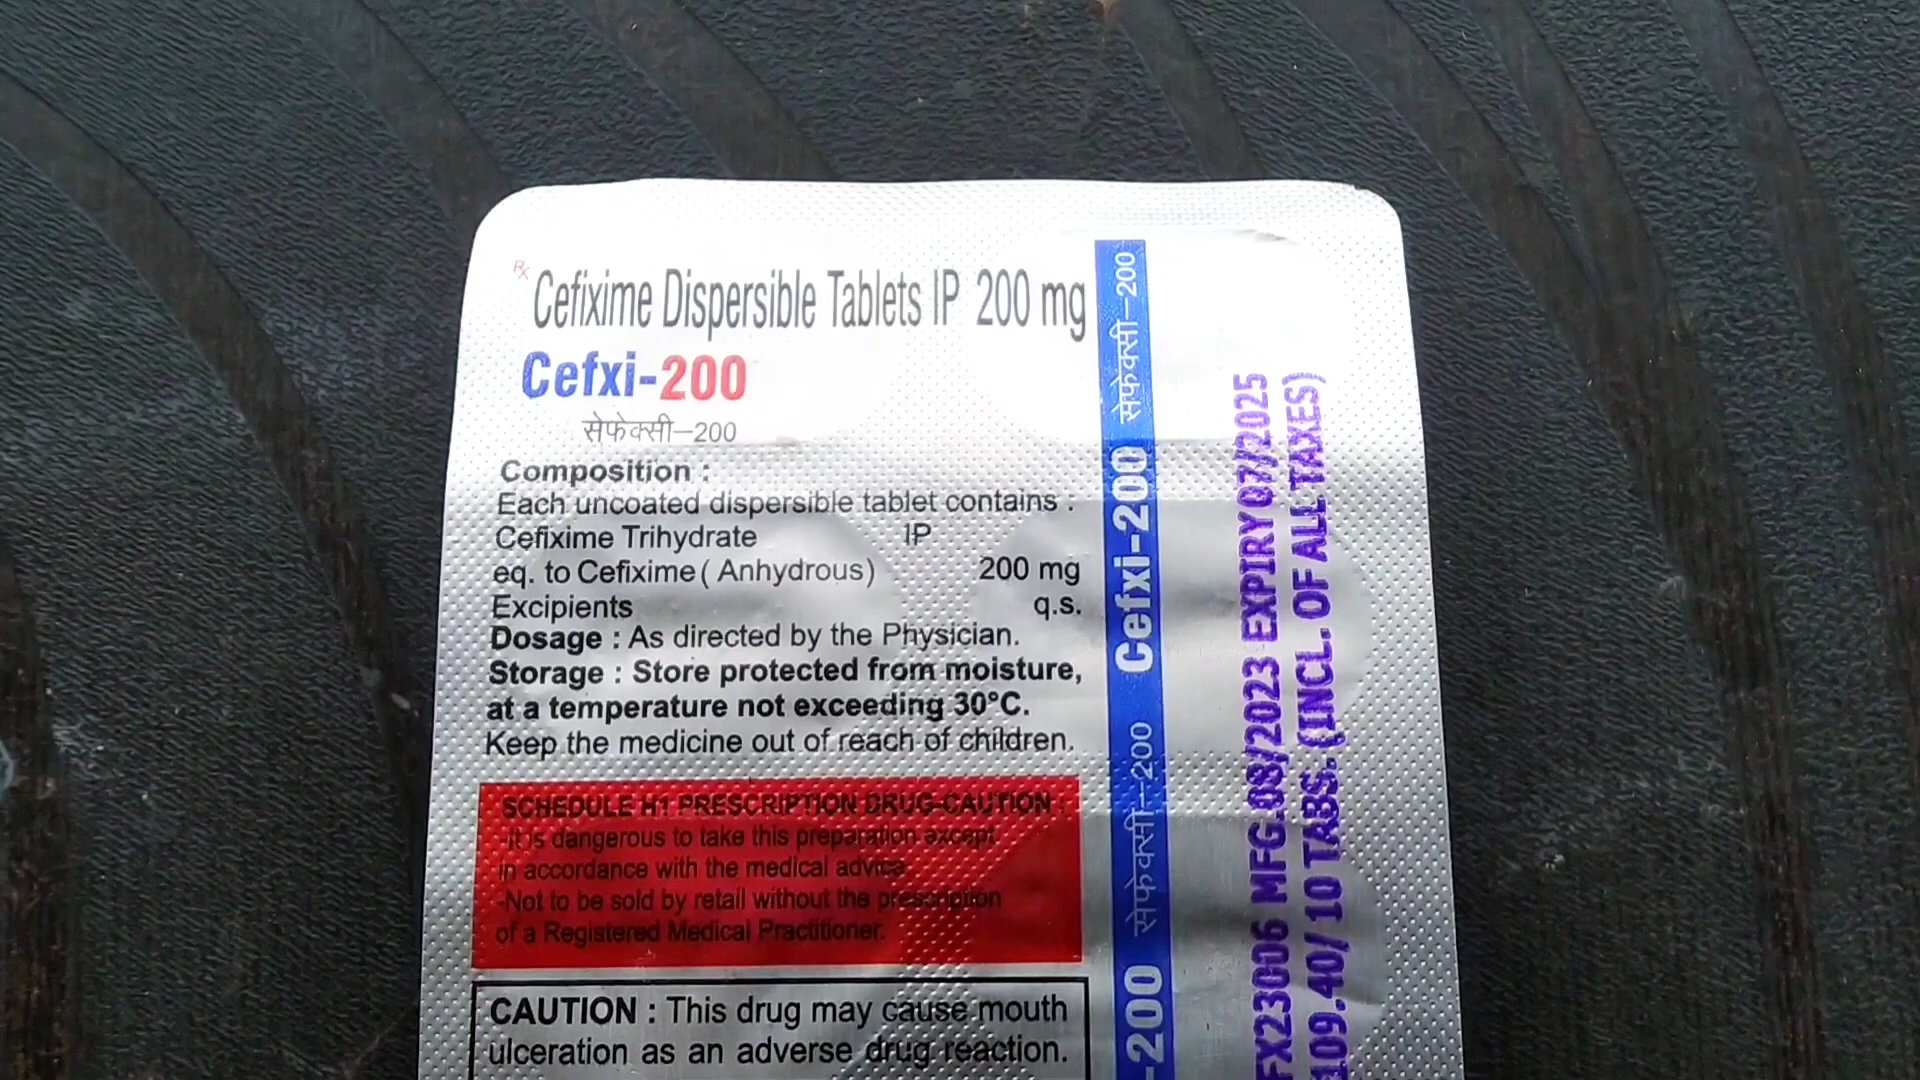 Rx Cefixime Dispersible Tablets IP 200 mg
Cefxi-200
सेफेक्सी–200
Composition :
Each uncoated dispersible tablet contains :
Cefixime Trihydrate IP
eq. to Cefixime ( Anhydrous) 200 mg
Excipients q.s.
Dosage : As directed by the Physician.
Storage : Store protected from moisture,
at a temperature not exceeding 30°C.
Keep the medicine out of reach of children.
SCHEDULE H1 PRESCRIPTION DRUG-CAUTION :
-It is dangerous to take this preparation except
in accordance with the medical advice.
-Not to be sold by retail without the prescription
of a Registered Medical Practitioner.
CAUTION : This drug may cause mouth
ulceration as an adverse drug reaction.
-200 सेफेक्सी–200 Cefxi-200 सेफेक्सी–200
FX23006 MFG.08/2023 EXPIRY 07/2025
109.40/ 10 TABS.(INCL. OF ALL TAXES)